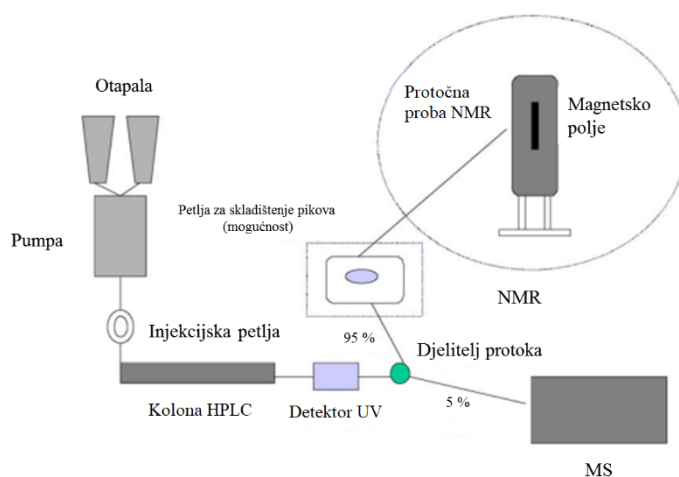 Otapala
Protočna
proba NMR
Magnetsko
polje
Petlja za skladištenje pikova
(mogućnost)
Pumpa
NMR
Injekcijska petlja
95 %
Djelitelj protoka
Kolona HPLC
Detektor UV
5 %
MS